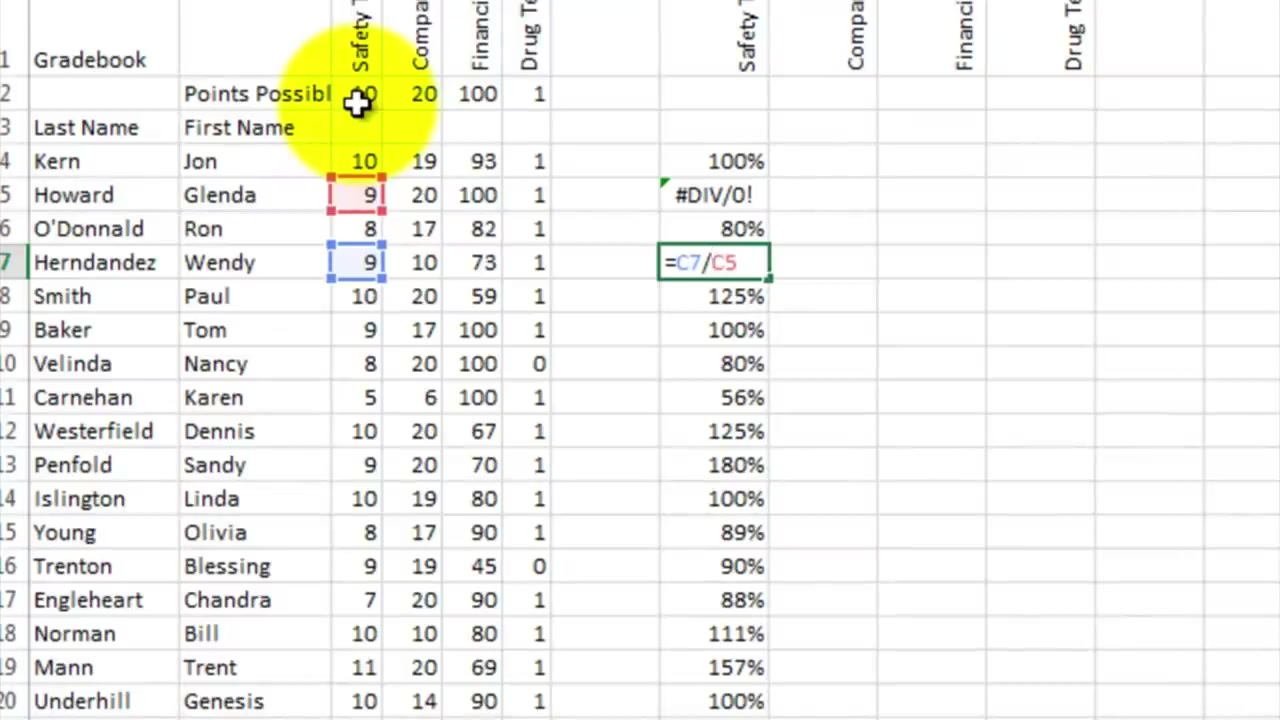 1 Gradebook Safety T Compa Financi Drug Te Safety T Compa Financi Drug Te
2 Points Possibl 10 20 100 1
3 Last Name First Name
4 Kern Jon 10 19 93 1 100%
5 Howard Glenda 9 20 100 1 #DIV/0!
6 O'Donnald Ron 8 17 82 1 80%
7 Herndandez Wendy 9 10 73 1 =C7/C5
8 Smith Paul 10 20 59 1 125%
9 Baker Tom 9 17 100 1 100%
10 Velinda Nancy 8 20 100 0 80%
11 Carnehan Karen 5 6 100 1 56%
12 Westerfield Dennis 10 20 67 1 125%
13 Penfold Sandy 9 20 70 1 180%
14 Islington Linda 10 19 80 1 100%
15 Young Olivia 8 17 90 1 89%
16 Trenton Blessing 9 19 45 0 90%
17 Engleheart Chandra 7 20 90 1 88%
18 Norman Bill 10 10 80 1 111%
19 Mann Trent 11 20 69 1 157%
20 Underhill Genesis 10 14 90 1 100%